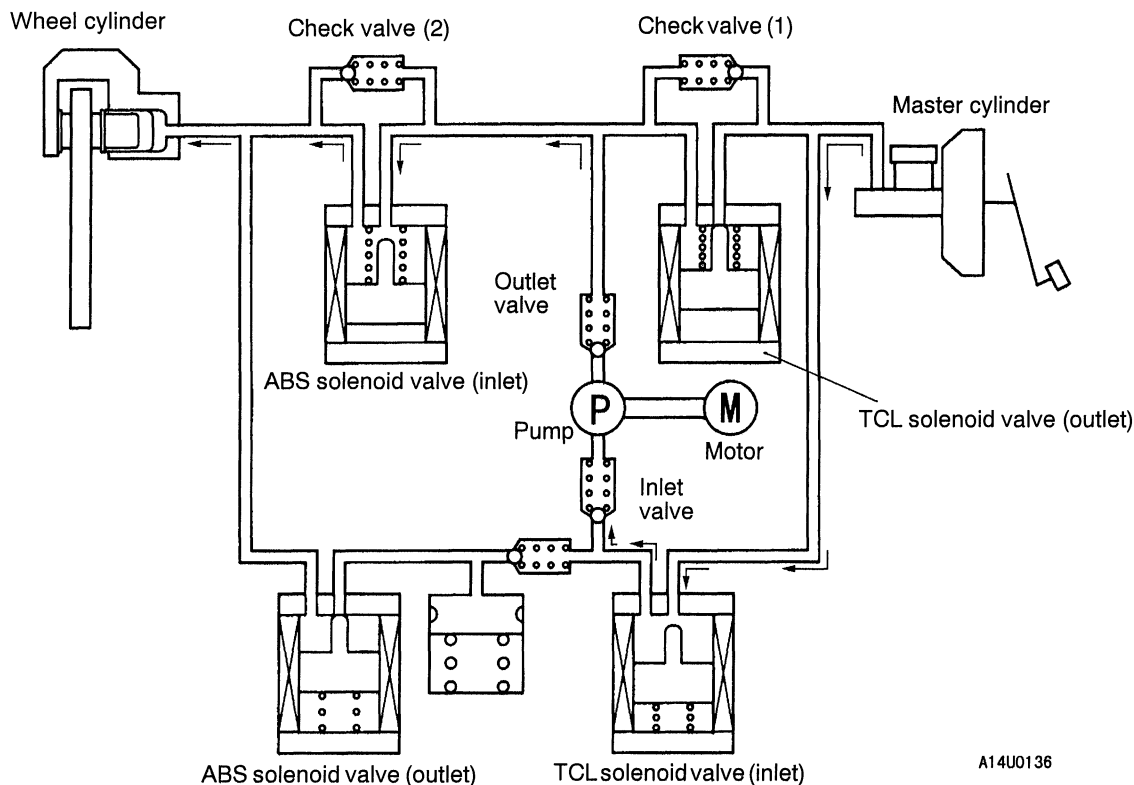 Wheel cylinder
Check valve (2)
Check valve (1)
Master cylinder
Outlet
valve
ABS solenoid valve (inlet)
P
M
TCL solenoid valve (outlet)
Pump
Motor
Inlet
valve
ABS solenoid valve (outlet)
TCL solenoid valve (inlet)
A14U0136